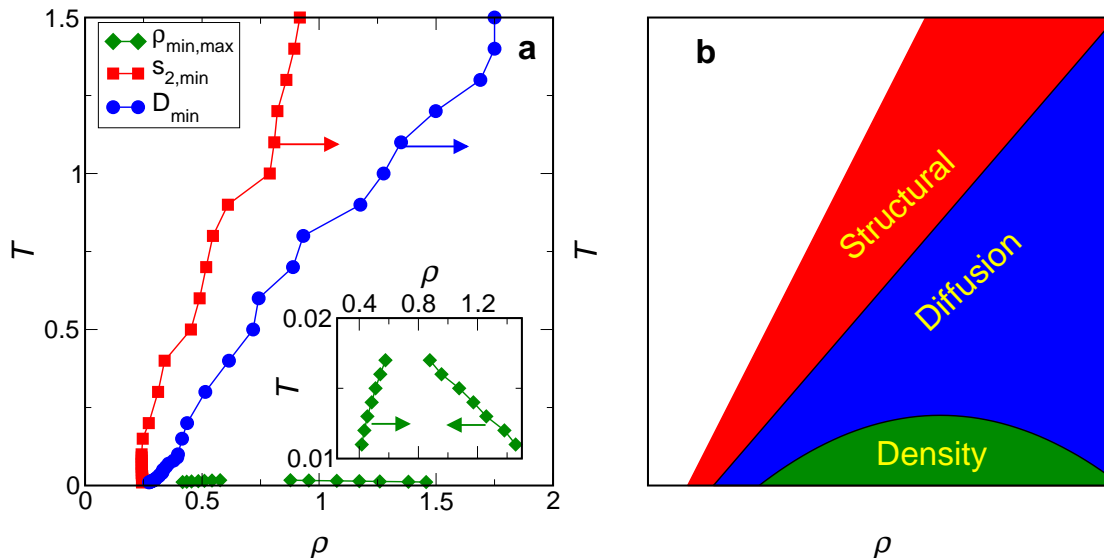 a
ρmin,max
s2,min
Dmin
T
1.5
1
0.5
0
0 0.5 1 1.5 2
ρ
ρ
0.4 0.8 1.2
0.02
0.01
T
b
T
Structural
Diffusion
Density
ρ